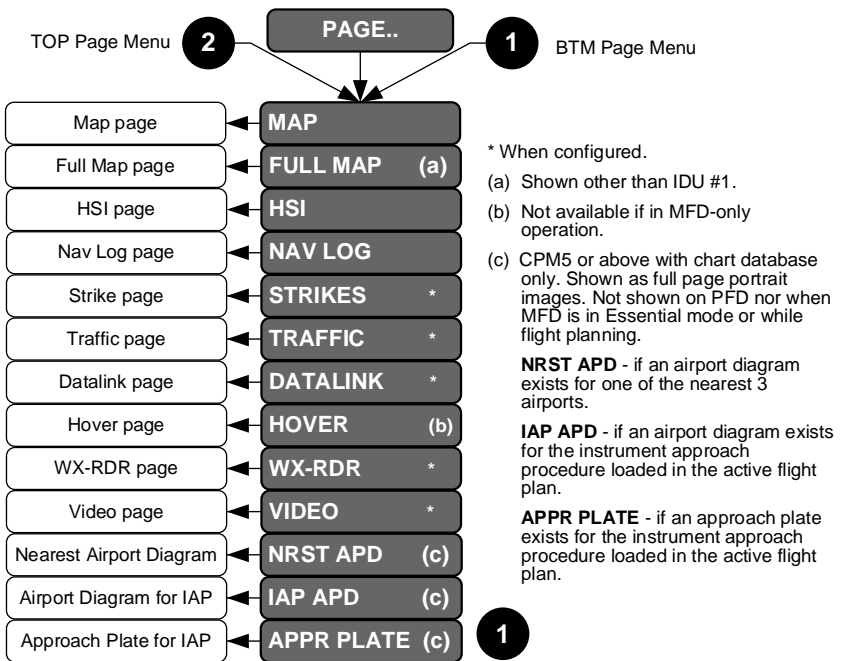 PAGE..
TOP Page Menu
2
1
BTM Page Menu
Map page
MAP
Full Map page
FULL MAP (a)
HSI page
HSI
Nav Log page
NAV LOG
Strike page
STRIKES *
Traffic page
TRAFFIC *
Datalink page
DATALINK *
Hover page
HOVER (b)
WX-RDR page
WX-RDR *
Video page
VIDEO *
Nearest Airport Diagram
NRST APD (c)
Airport Diagram for IAP
IAP APD (c)
Approach Plate for IAP
APPR PLATE (c)
1
* When configured.
(a) Shown other than IDU #1.
(b) Not available if in MFD-only
operation.
(c) CPM5 or above with chart database
only. Shown as full page portrait
images. Not shown on PFD nor when
MFD is in Essential mode or while
flight planning.
NRST APD - if an airport diagram
exists for one of the nearest 3
airports.
IAP APD - if an airport diagram exists
for the instrument approach
procedure loaded in the active flight
plan.
APPR PLATE - if an approach plate
exists for the instrument approach
procedure loaded in the active flight
plan.